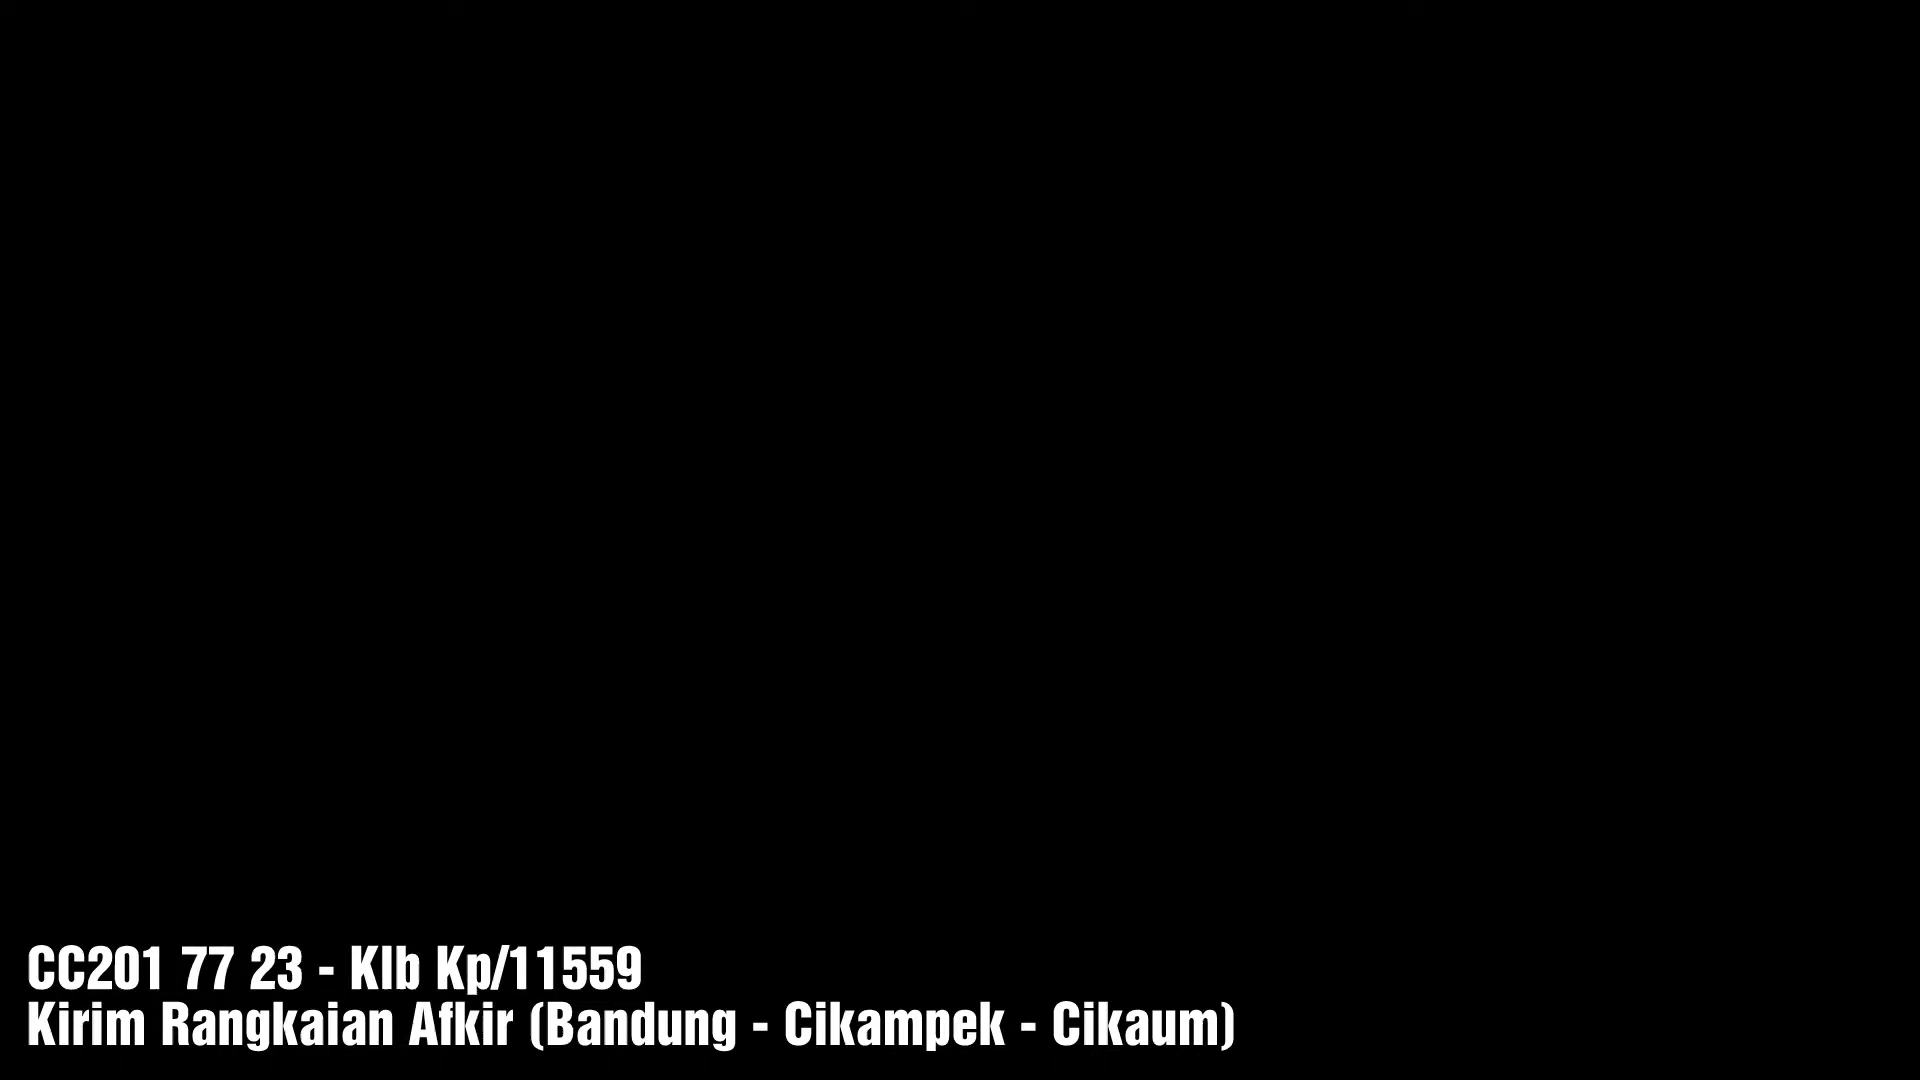 CC201 77 23 - Klb Kp/11559
Kirim Rangkaian Afkir (Bandung - Cikampek - Cikaum)